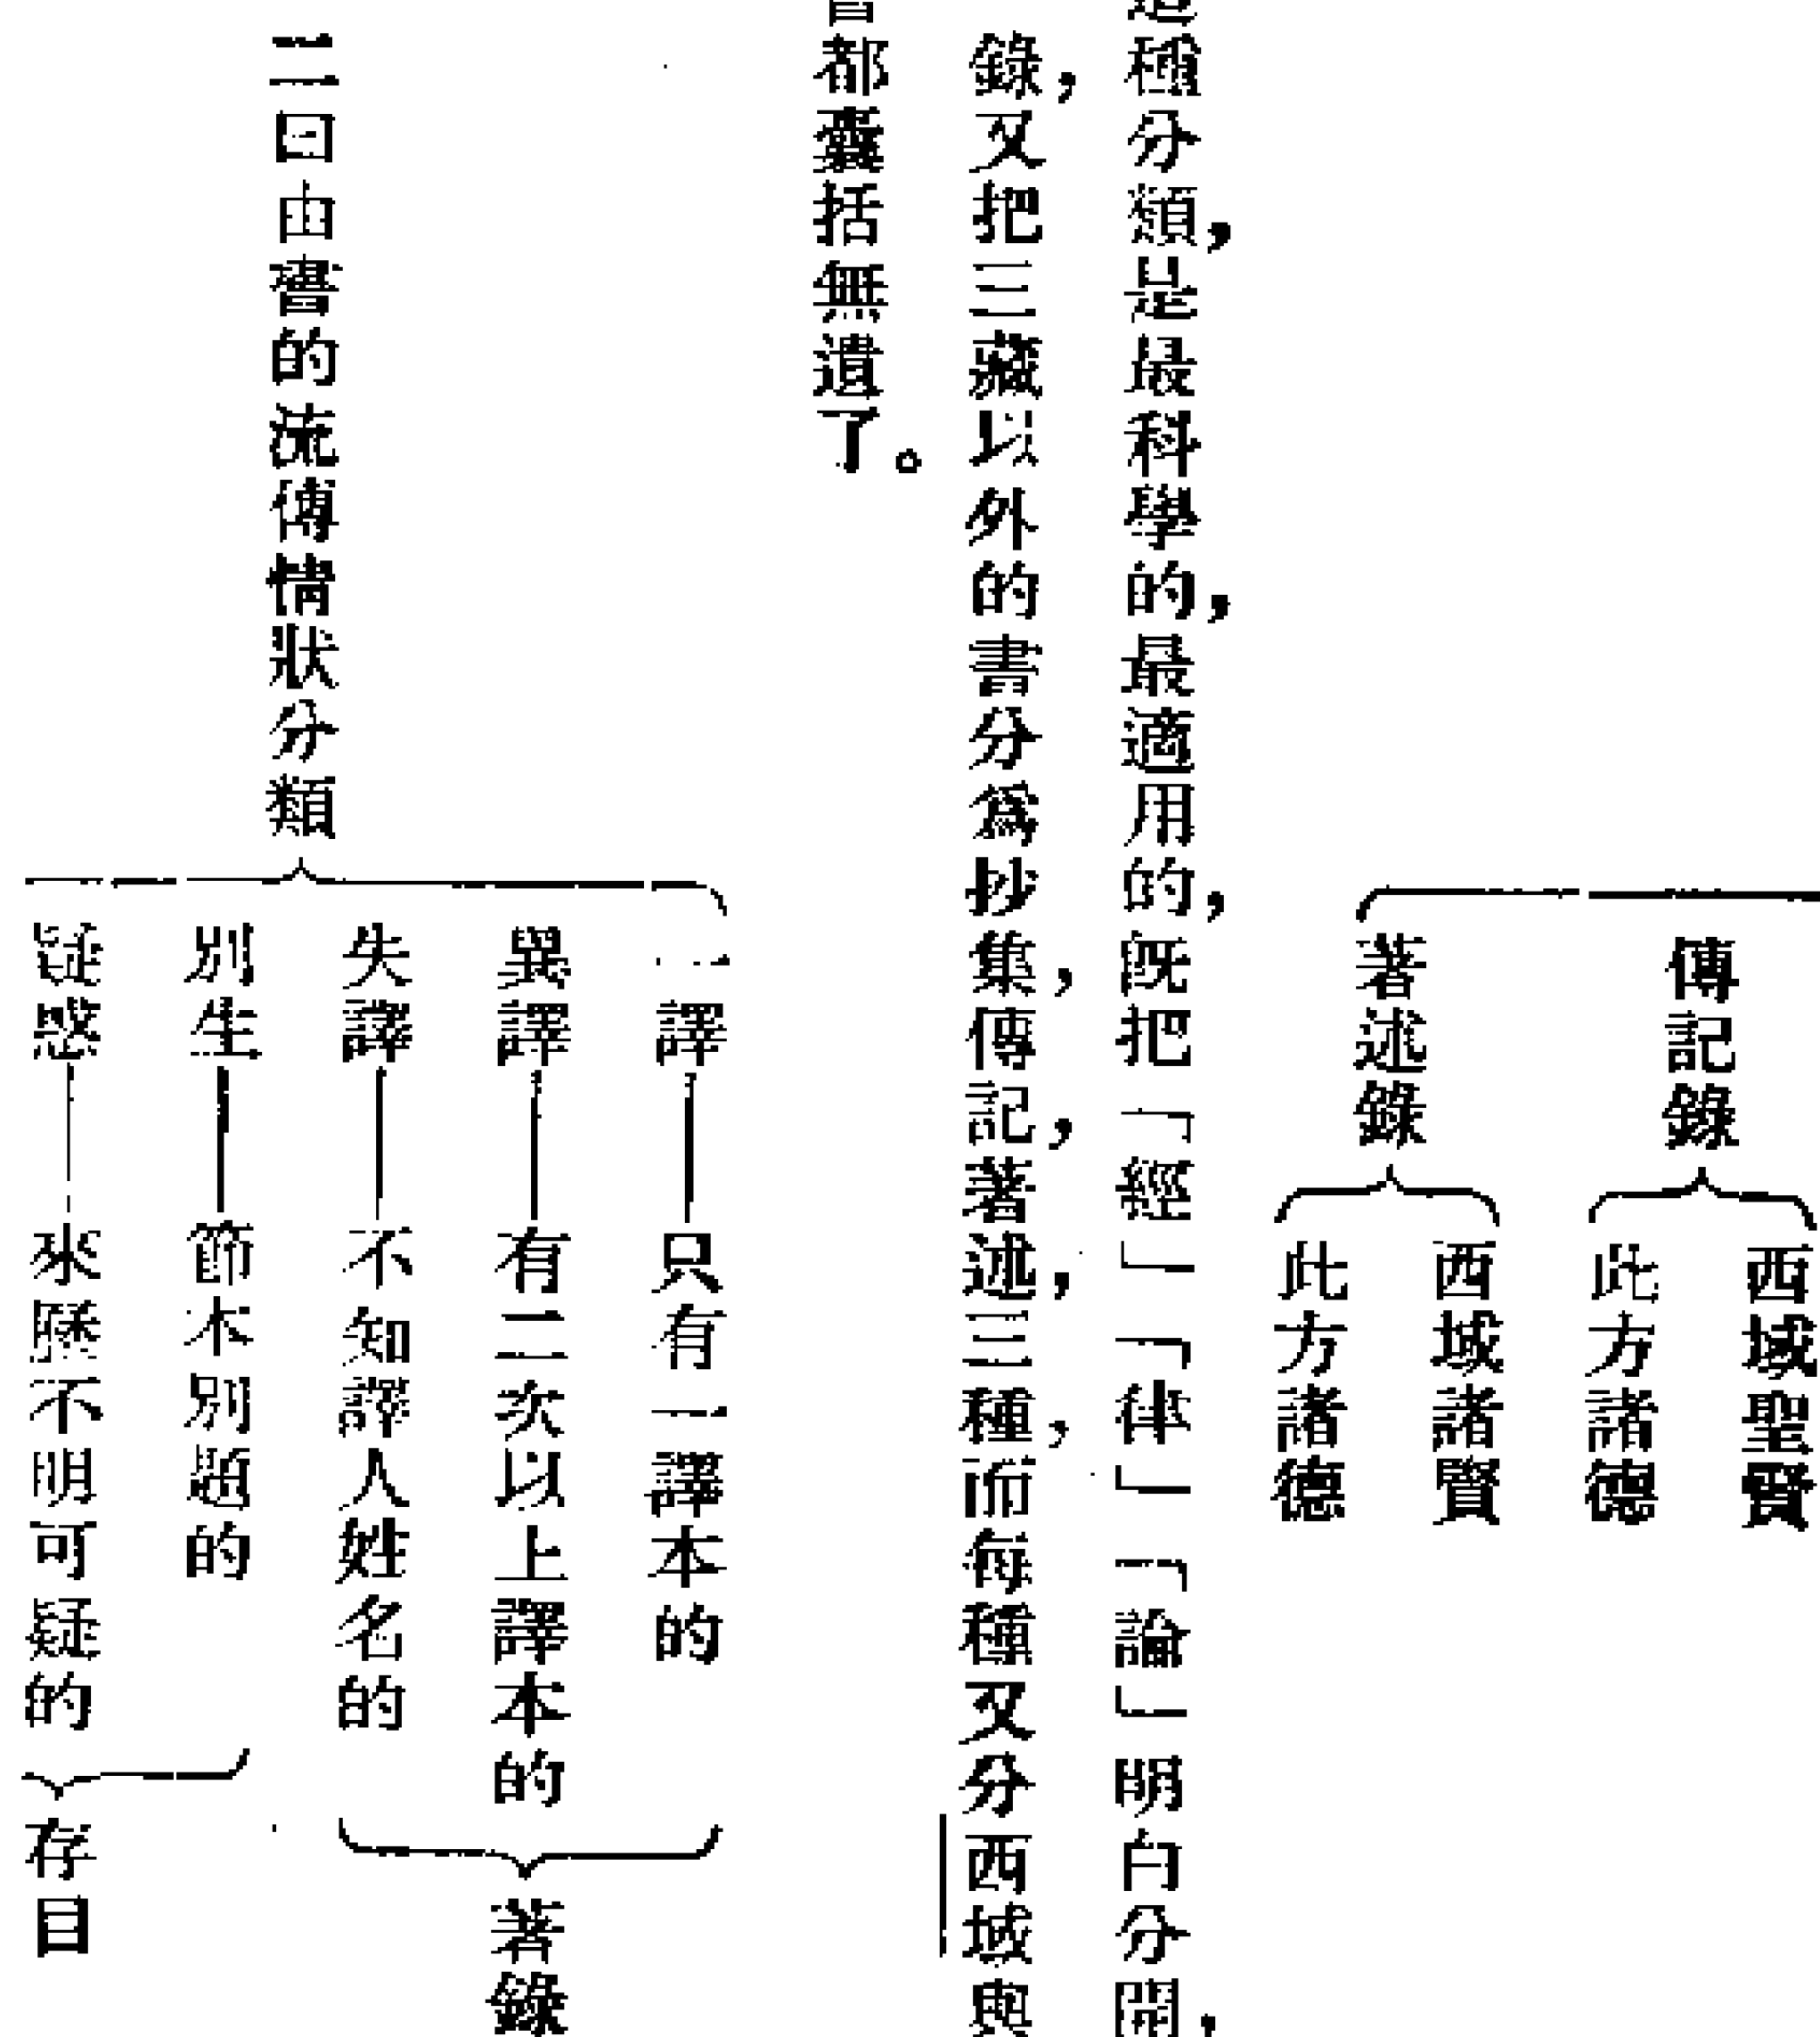 傳記錄
西域聖賢
此方諸德
著述錄
西域諸賢
此方諸德
這種分類，是最科學的，最適用的，既把「經」「律」「論」明白分開，
錄，又把三藏以外的書分爲抄集，傳記，著述，三種，而每種又分西域與
都囊括無遺了。
二曰由書的流傳情狀分類
一譯——只有一譯本的
異譯——有二次以上譯本的
失譯——不知譯人姓名的
著錄
別生——節本別題的
疑惑——來歷不明可疑的
存目